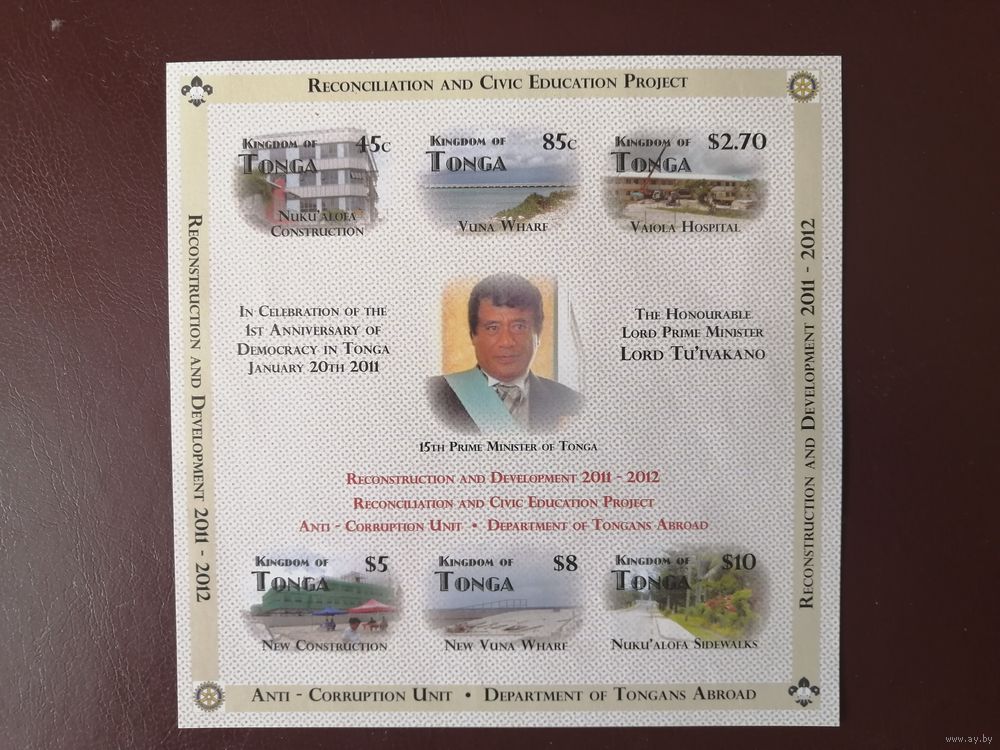 Reconciliation and Civic Education Project
Kingdom of
Tonga
45c
Nuku'alofa
Construction
Kingdom of
Tonga
85c
Vuna Wharf
Kingdom of
Tonga
$2.70
Vaiola Hospital
Reconstruction and Development 2011 - 2012
Reconstruction and Development 2011 - 2012
In Celebration of the
1st Anniversary of
Democracy in Tonga
January 20th 2011
The Honourable
Lord Prime Minister
Lord Tu'ivakano
15th Prime Minister of Tonga
Reconstruction and Development 2011 - 2012
Reconciliation and Civic Education Project
Anti - Corruption Unit • Department of Tongans Abroad
Kingdom of
Tonga
$5
New Construction
Kingdom of
Tonga
$8
New Vuna Wharf
Kingdom of
Tonga
$10
Nuku'alofa Sidewalks
Anti - Corruption Unit • Department of Tongans Abroad
www.ay.by